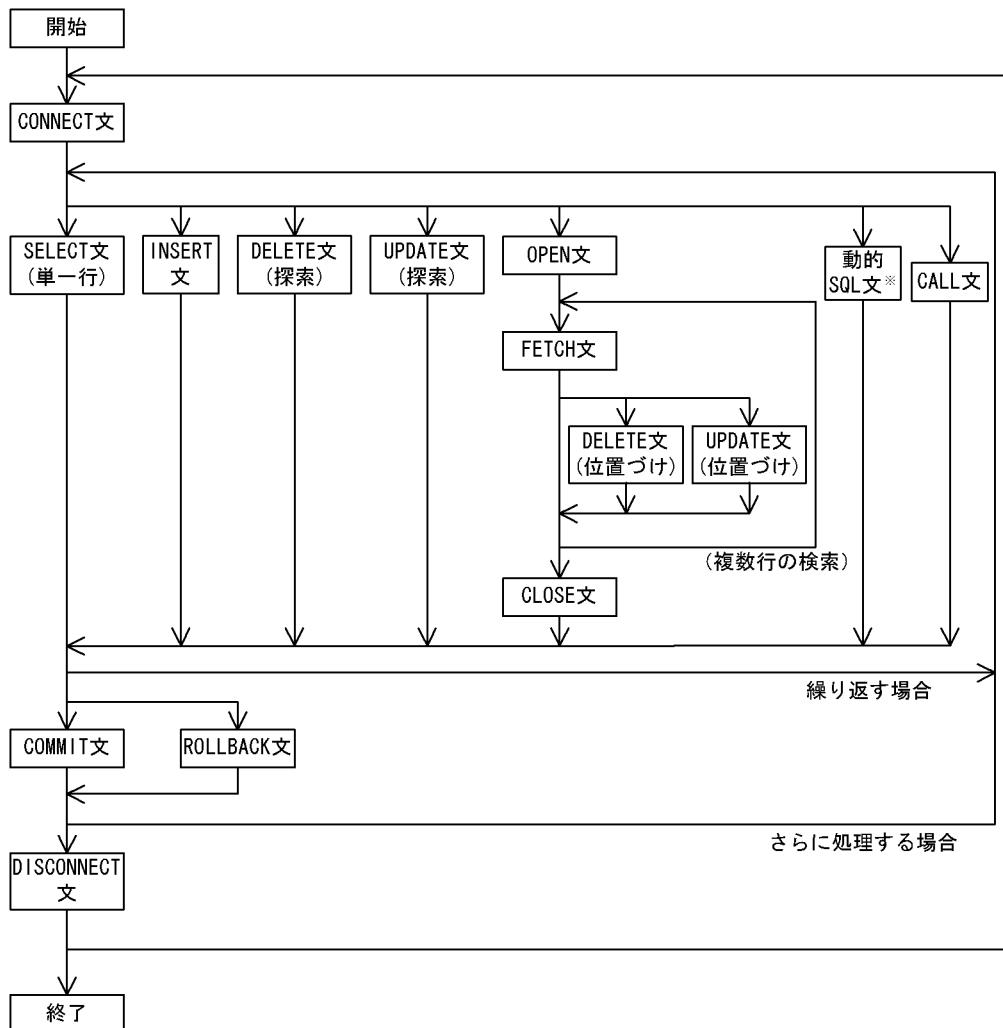 開始
CONNECT文
SELECT文
(単一行)
INSERT
文
DELETE文
(探索)
UPDATE文
(探索)
OPEN文
動的
SQL文※
CALL文
FETCH文
DELETE文
(位置づけ)
UPDATE文
(位置づけ)
(複数行の検索)
CLOSE文
繰り返す場合
COMMIT文
ROLLBACK文
さらに処理する場合
DISCONNECT
文
終了